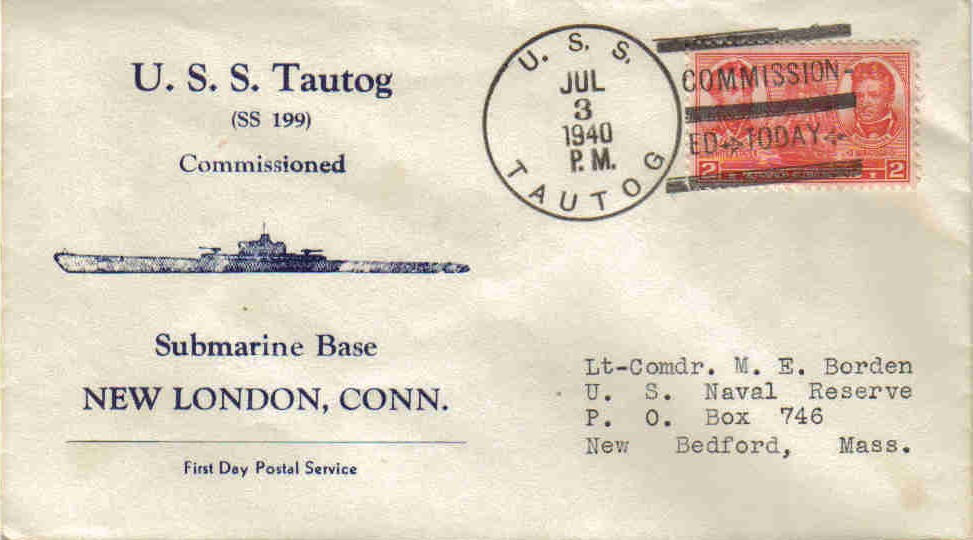 U. S. S. Tautog
(SS 199)
Commissioned
Submarine Base
NEW LONDON, CONN.
First Day Postal Service
U. S. S.
JUL
3
1940
P. M.
TAUTOG
COMMISSION-
ED TODAY
2 2
Lt-Comdr. M. E. Borden
U. S. Naval Reserve
P. O. Box 746
New Bedford, Mass.